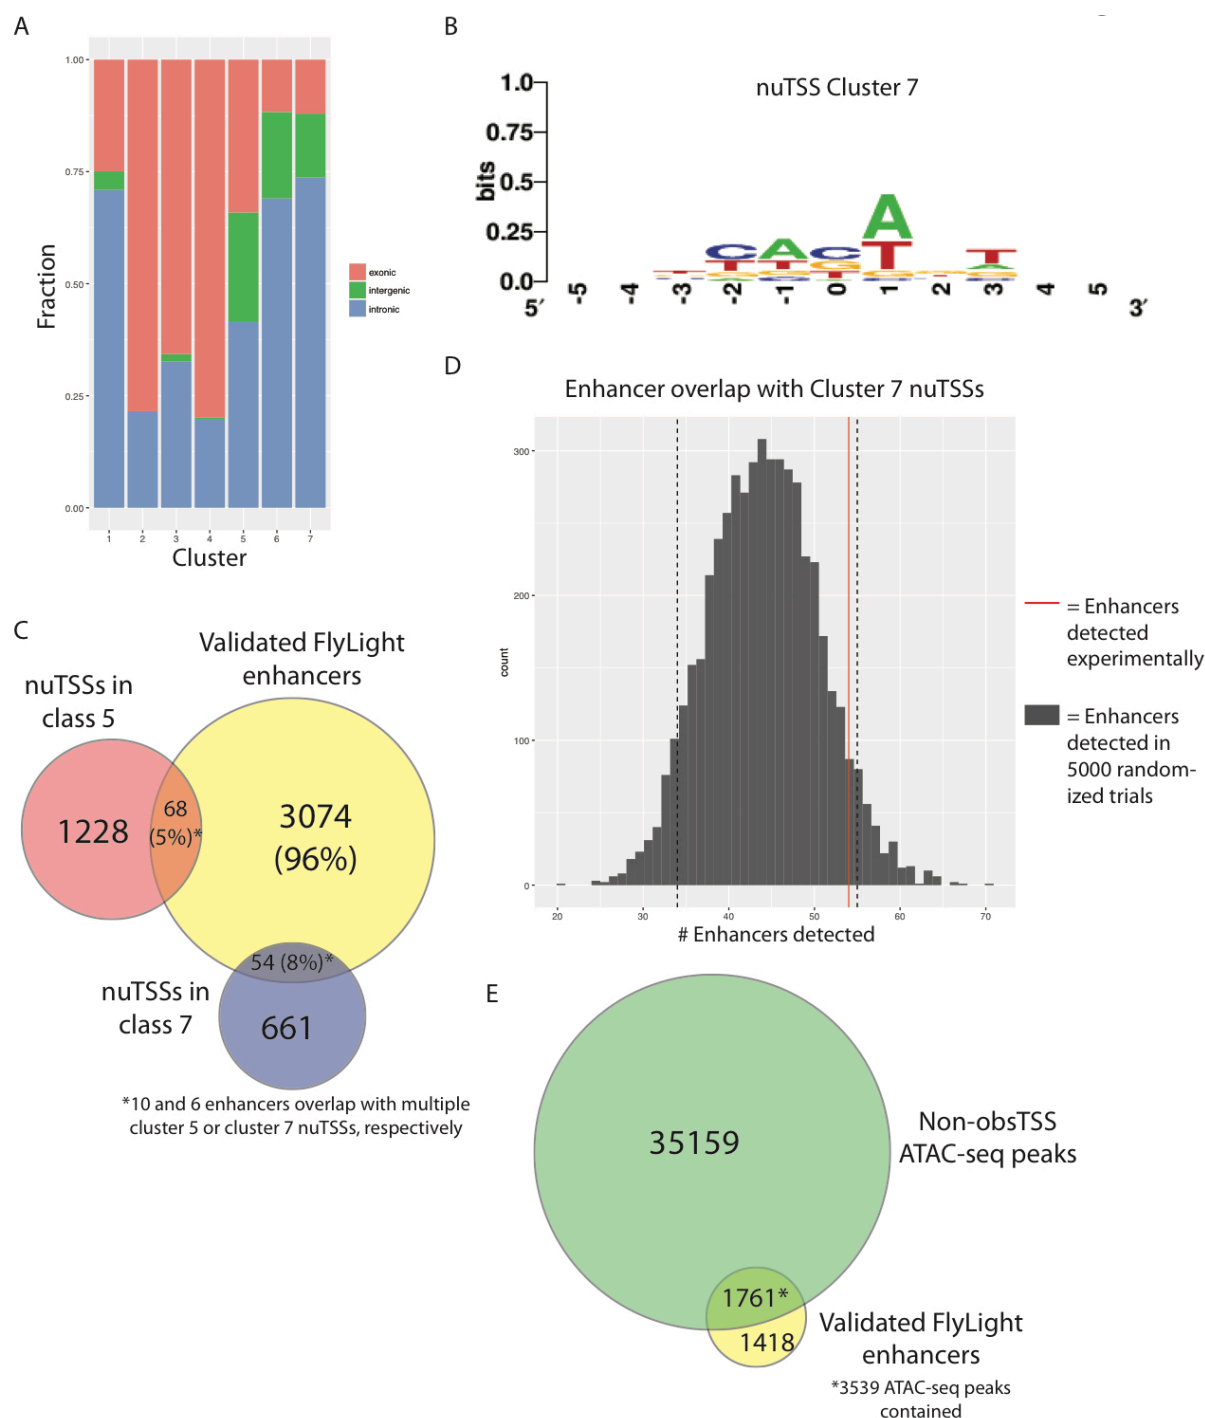 A
1.00
0.75
0.50
0.25
0.00
Fraction
1 2 3 4 5 6 7
Cluster
exonic
intergenic
intronic
B
nuTSS Cluster 7
1.0
0.75
0.5
0.25
0.0
bits
5′ -5 -4 -3 -2 -1 0 1 2 3 4 5 3′
C A C A T
T T G T A
G G T G G
C
Validated FlyLight
enhancers
nuTSSs in
class 5
1228
68
(5%)*
3074
(96%)
54 (8%)*
nuTSSs in
class 7
661
*10 and 6 enhancers overlap with multiple
cluster 5 or cluster 7 nuTSSs, respectively
D
Enhancer overlap with Cluster 7 nuTSSs
300
200
100
0
count
20 30 40 50 60 70
# Enhancers detected
= Enhancers
detected
experimentally
= Enhancers
detected in
5000 random-
ized trials
E
35159
Non-obsTSS
ATAC-seq peaks
1761*
1418
Validated FlyLight
enhancers
*3539 ATAC-seq peaks
contained